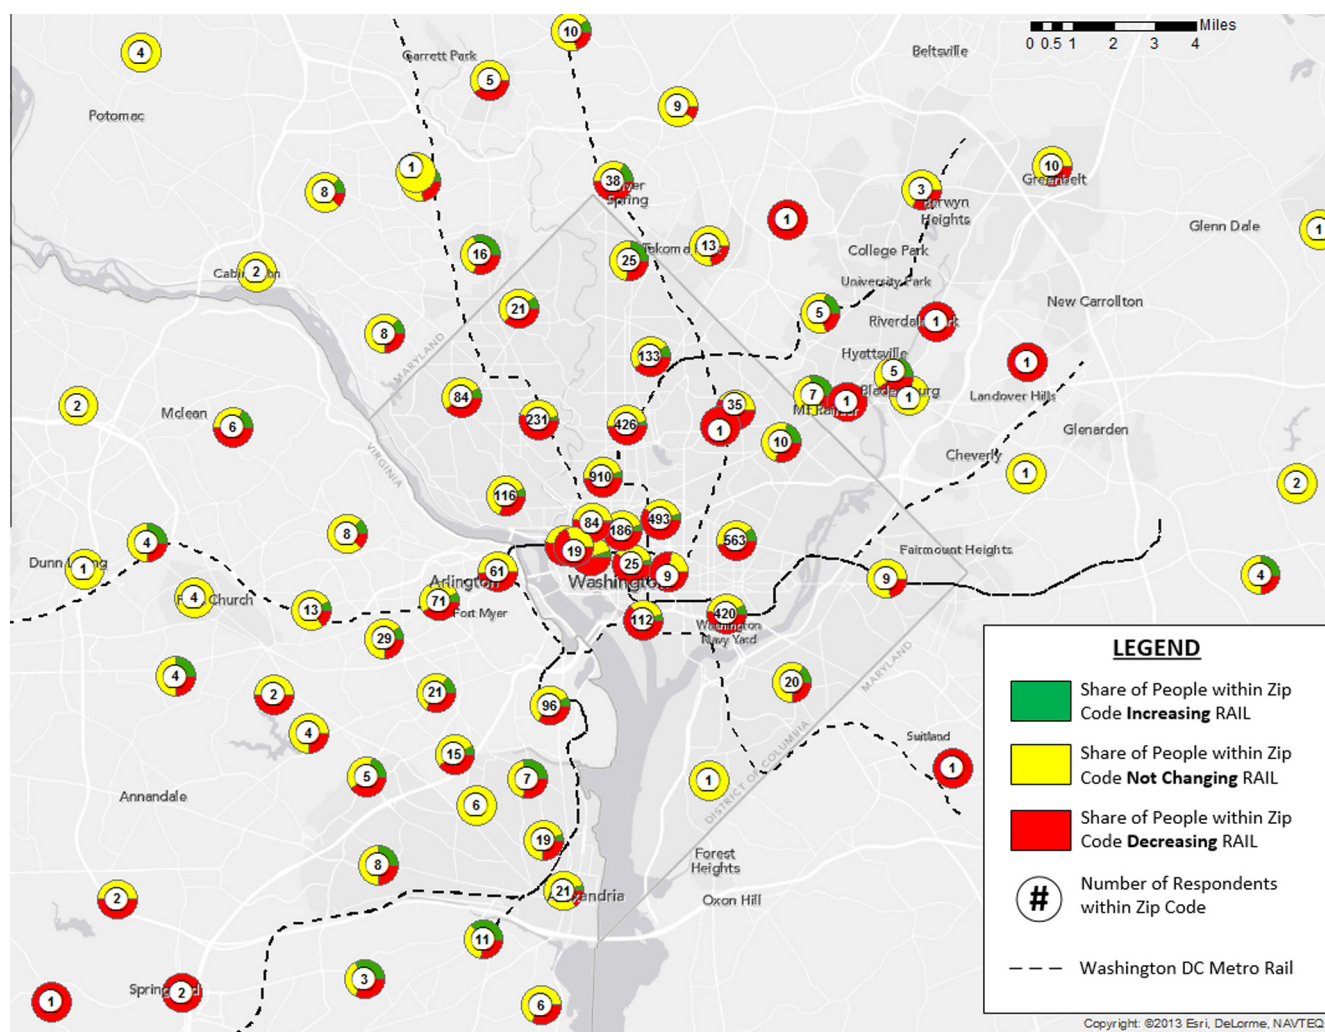 Miles
0 0.5 1 2 3 4
10
4
Garrett Park
Beltsville
5
Potomac
9
1
8
38
Spring
10
Greenbelt
3
Heights
1
Glenn Dale
1
16
25
13
College Park
2
University Park
21
5
New Carrollton
MARYLAND
8
Riverdale Park
1
133
Hyattsville
5
1
Landover Hills
84
7
1
Bladensburg
1
2
Mclean
6
231
426
35
1
10
Glenarden
Cheverly
VIRGINIA
910
1
2
116
84
186
493
8
563
4
Fairmount Heights
19
Dunn Loring
1
61
Arlington
Washington
25
9
9
4
4
Church
13
71
Fort Myer
112
420
Washington
Navy Yard
29
4
20
MARYLAND
2
21
96
4
Suitland
15
5
7
1
1
DISTRICT OF COLUMBIA
Annandale
6
19
8
Forest
Heights
21
Alexandria
Oxon Hill
2
11
3
Springfield
2
1
6
LEGEND
Share of People within Zip
Code Increasing RAIL
Share of People within Zip
Code Not Changing RAIL
Share of People within Zip
Code Decreasing RAIL
#
Number of Respondents
within Zip Code
Washington DC Metro Rail
Copyright: ©2013 Esri, DeLorme, NAVTEQ